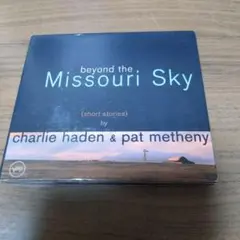 beyond the
Missouri Sky
(short stories)
by
charlie haden & pat metheny